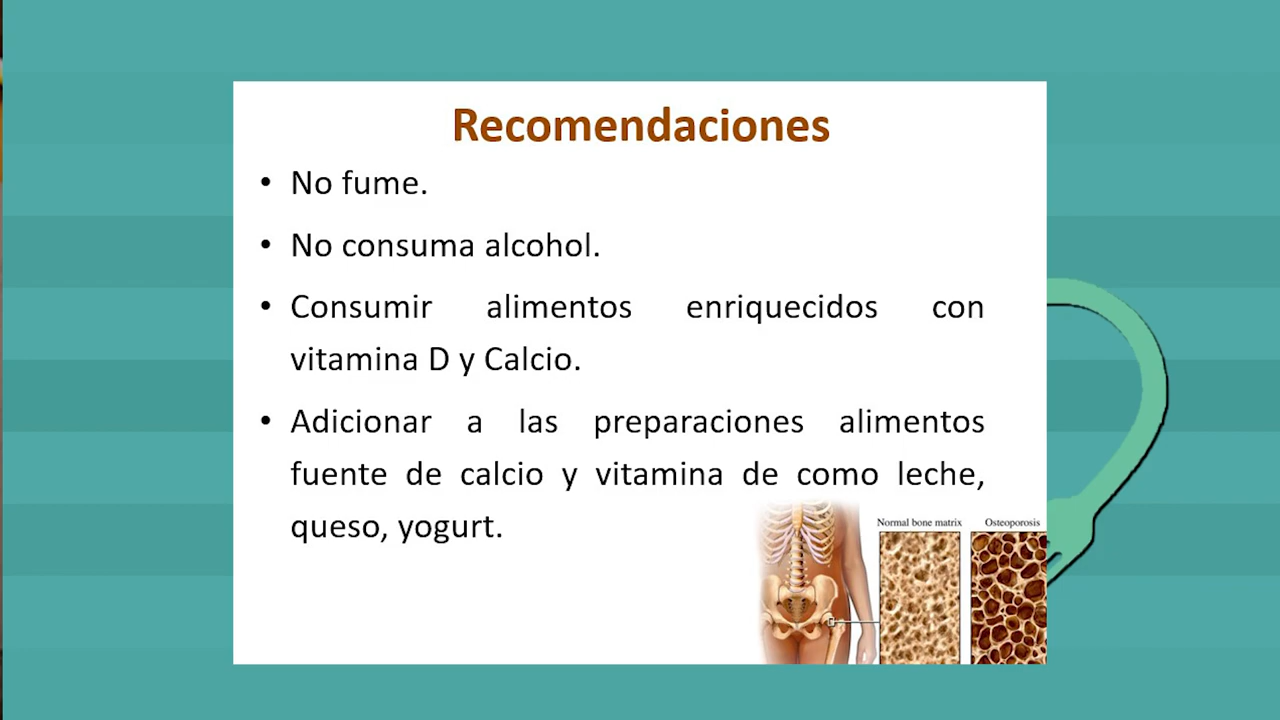 Recomendaciones
• No fume.
• No consuma alcohol.
• Consumir alimentos enriquecidos con
vitamina D y Calcio.
• Adicionar a las preparaciones alimentos
fuente de calcio y vitamina de como leche,
queso, yogurt.
Normal bone matrix Osteoporosis